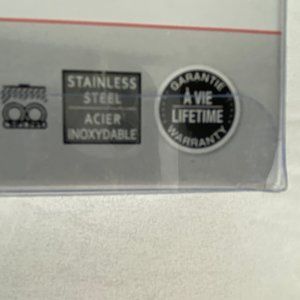 STAINLESS
STEEL
ACIER
INOXYDABLE
GARANTIE
À VIE
LIFETIME
WARRANTY